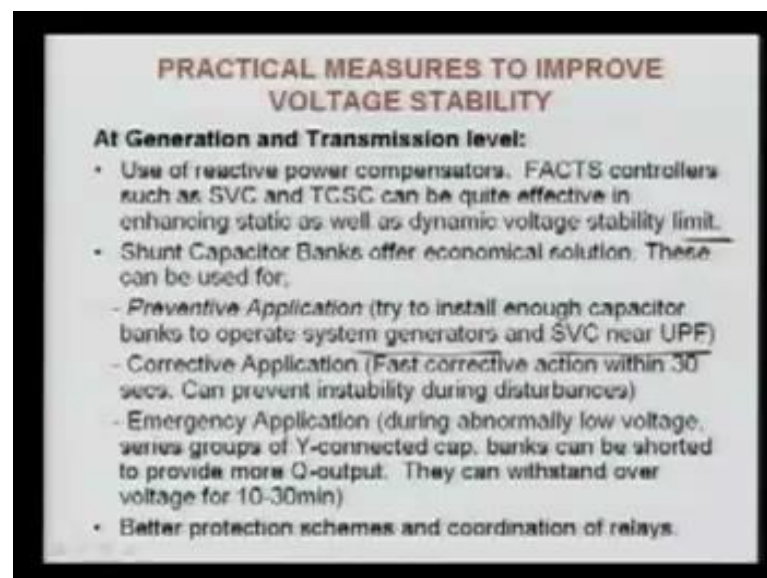 PRACTICAL MEASURES TO IMPROVE
VOLTAGE STABILITY
At Generation and Transmission level:
• Use of reactive power compensators. FACTS controllers
such as SVC and TCSC can be quite effective in
enhancing static as well as dynamic voltage stability limit.
• Shunt Capacitor Banks offer economical solution. These
can be used for;
- Preventive Application (try to install enough capacitor
banks to operate system generators and SVC near UPF)
- Corrective Application (Fast corrective action within 30
secs. Can prevent instability during disturbances)
- Emergency Application (during abnormally low voltage,
series groups of Y-connected cap. banks can be shorted
to provide more Q-output. They can withstand over
voltage for 10-30min)
• Better protection schemes and coordination of relays.